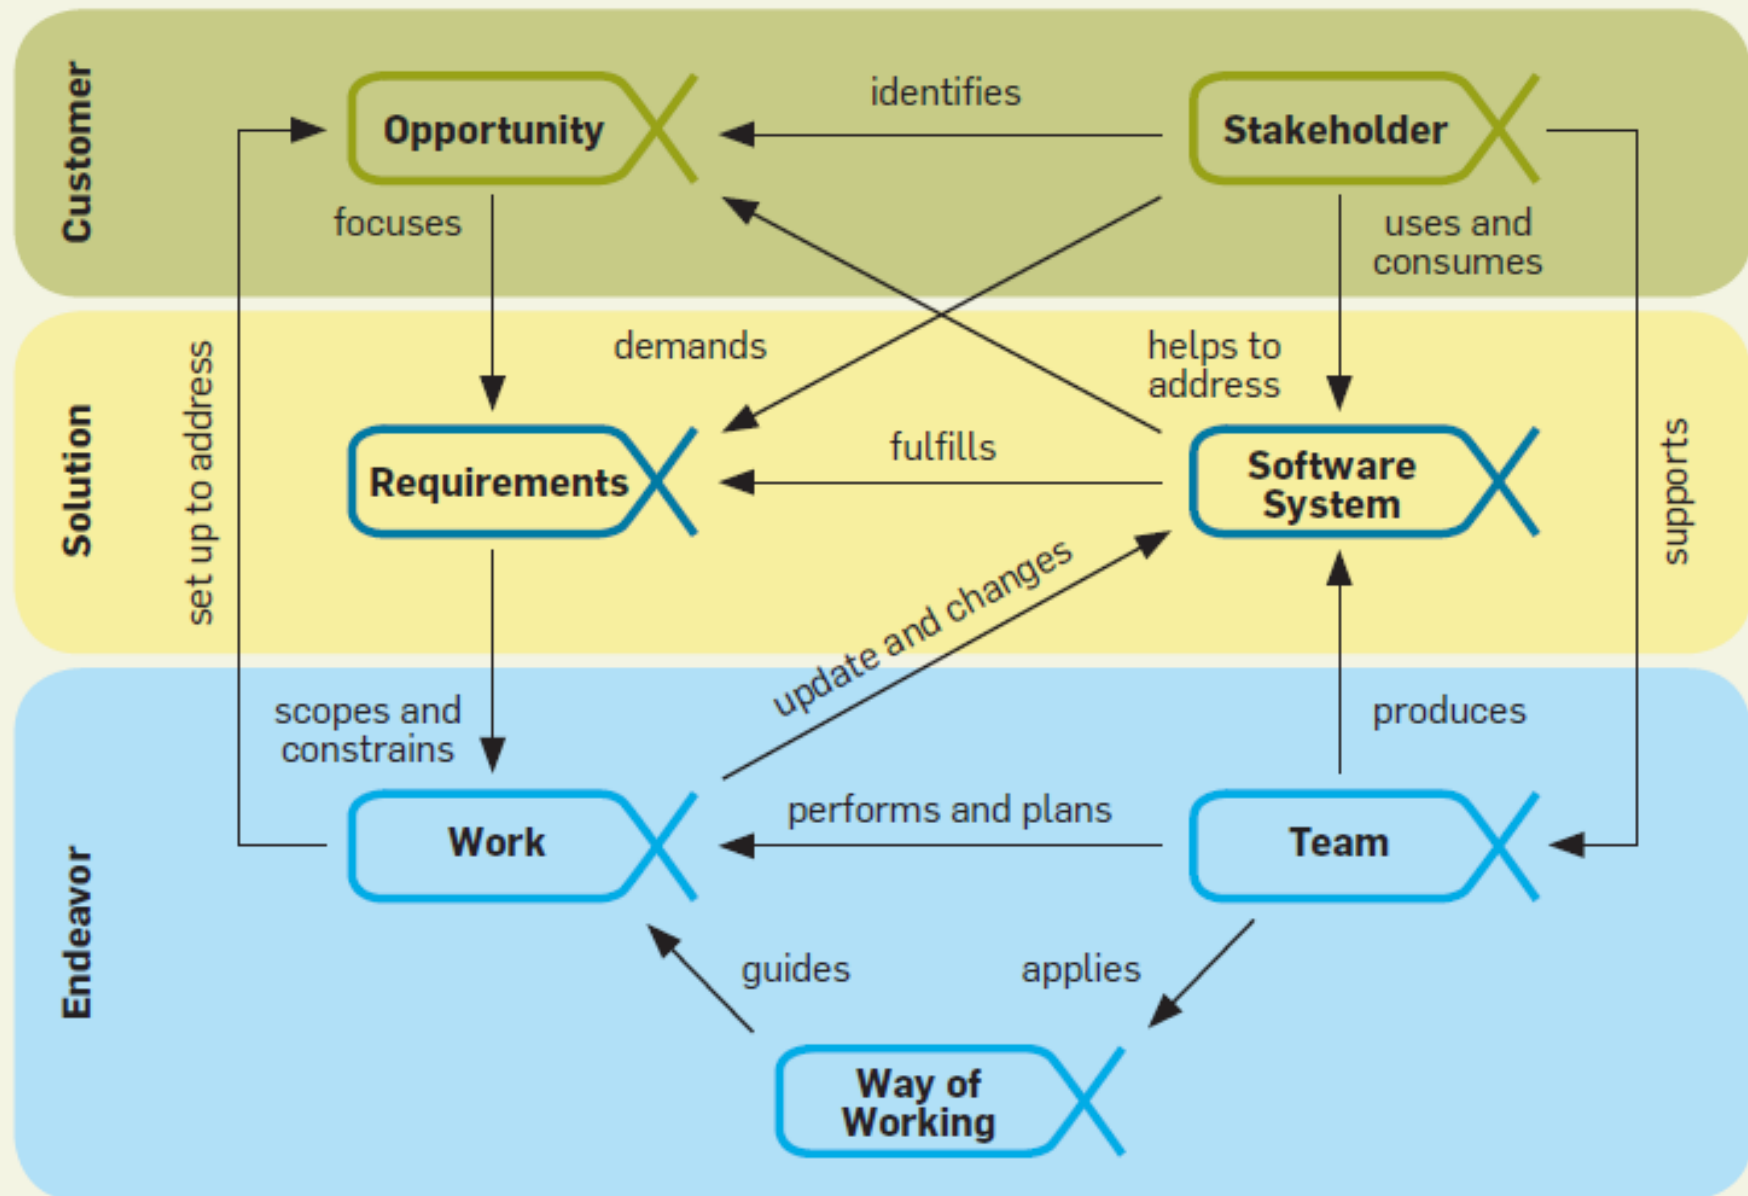 Customer
Opportunity
identifies
Stakeholder
focuses
uses and
consumes
Solution
set up to address
demands
helps to
address
supports
Requirements
fulfills
Software
System
update and changes
Endeavor
scopes and
constrains
produces
Work
performs and plans
Team
guides
applies
Way of
Working